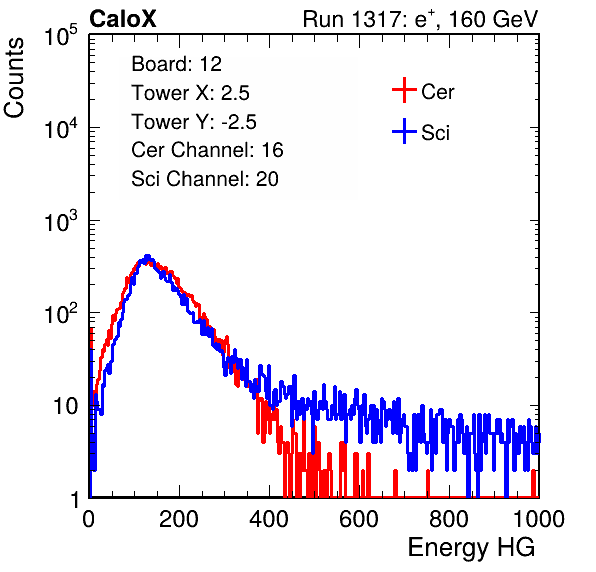 CaloX Run 1317: e⁺, 160 GeV
Counts
Board: 12
Tower X: 2.5
Tower Y: -2.5
Cer Channel: 16
Sci Channel: 20
Cer
Sci
10⁵
10⁴
10³
10²
10
1
0 200 400 600 800 1000
Energy HG